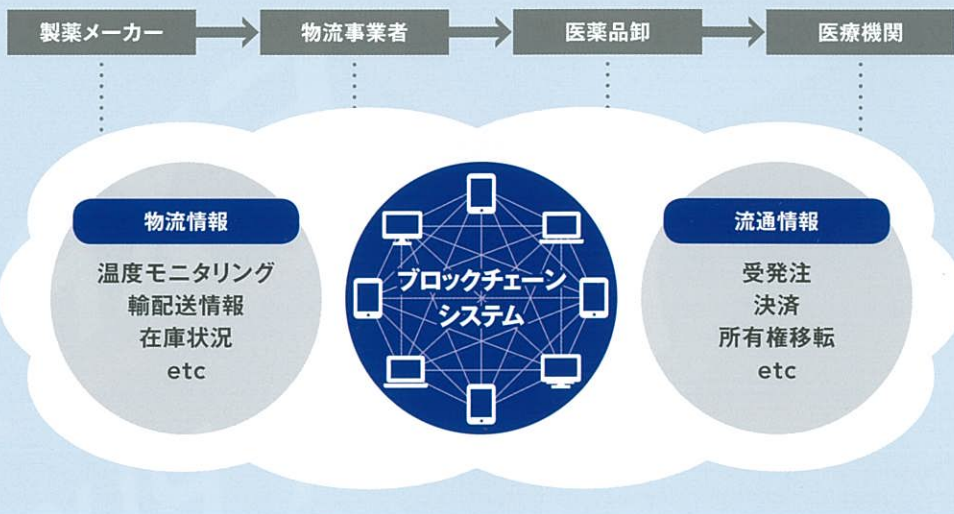 製薬メーカー
物流事業者
医薬品卸
医療機関
物流情報
温度モニタリング
輸配送情報
在庫状況
etc
ブロックチェーン
システム
流通情報
受発注
決済
所有権移転
etc